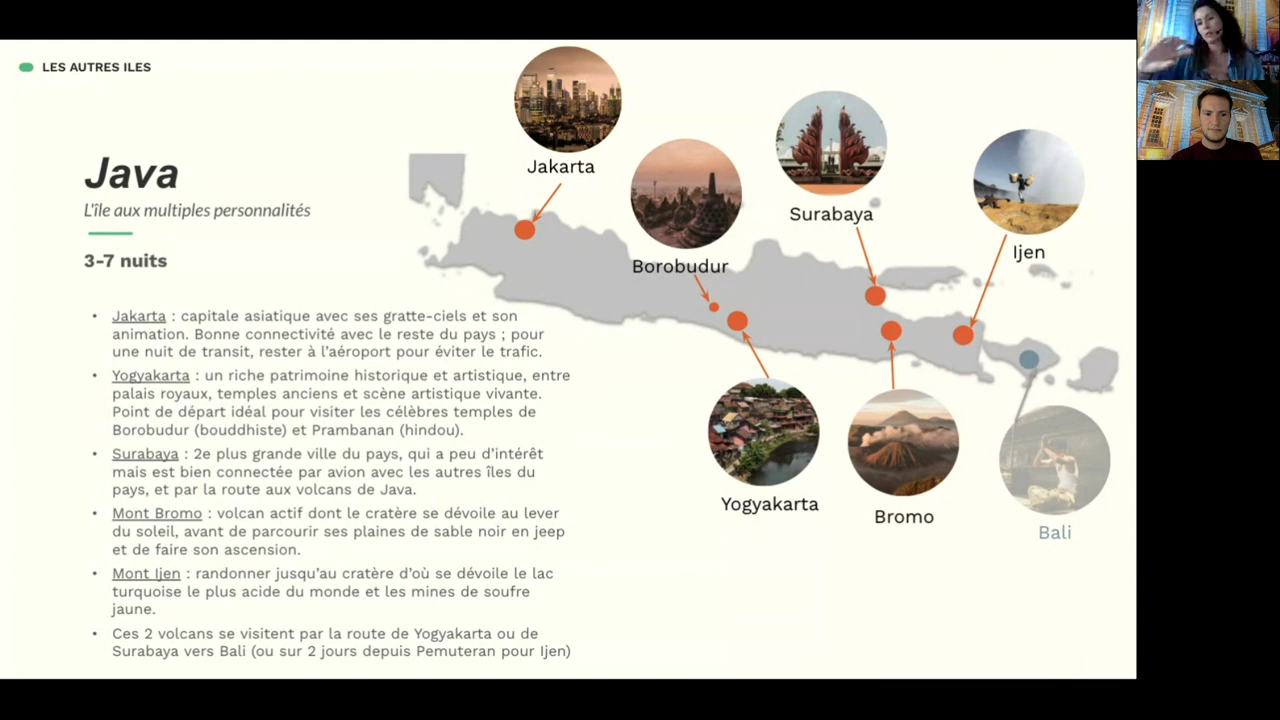 LES AUTRES ILES
Java
L'île aux multiples personnalités
3-7 nuits
• Jakarta : capitale asiatique avec ses gratte-ciels et son
animation. Bonne connectivité avec le reste du pays ; pour
une nuit de transit, rester à l'aéroport pour éviter le trafic.
• Yogyakarta : un riche patrimoine historique et artistique, entre
palais royaux, temples anciens et scène artistique vivante.
Point de départ idéal pour visiter les célèbres temples de
Borobudur (bouddhiste) et Prambanan (hindou).
• Surabaya : 2e plus grande ville du pays, qui a peu d'intérêt
mais est bien connectée par avion avec les autres îles du
pays, et par la route aux volcans de Java.
• Mont Bromo : volcan actif dont le cratère se dévoile au lever
du soleil, avant de parcourir ses plaines de sable noir en jeep
et de faire son ascension.
• Mont Ijen : randonner jusqu'au cratère d'où se dévoile le lac
turquoise le plus acide du monde et les mines de soufre
jaune.
• Ces 2 volcans se visitent par la route de Yogyakarta ou de
Surabaya vers Bali (ou sur 2 jours depuis Pemuteran pour Ijen)
Jakarta
Borobudur
Surabaya
Ijen
Yogyakarta
Bromo
Bali